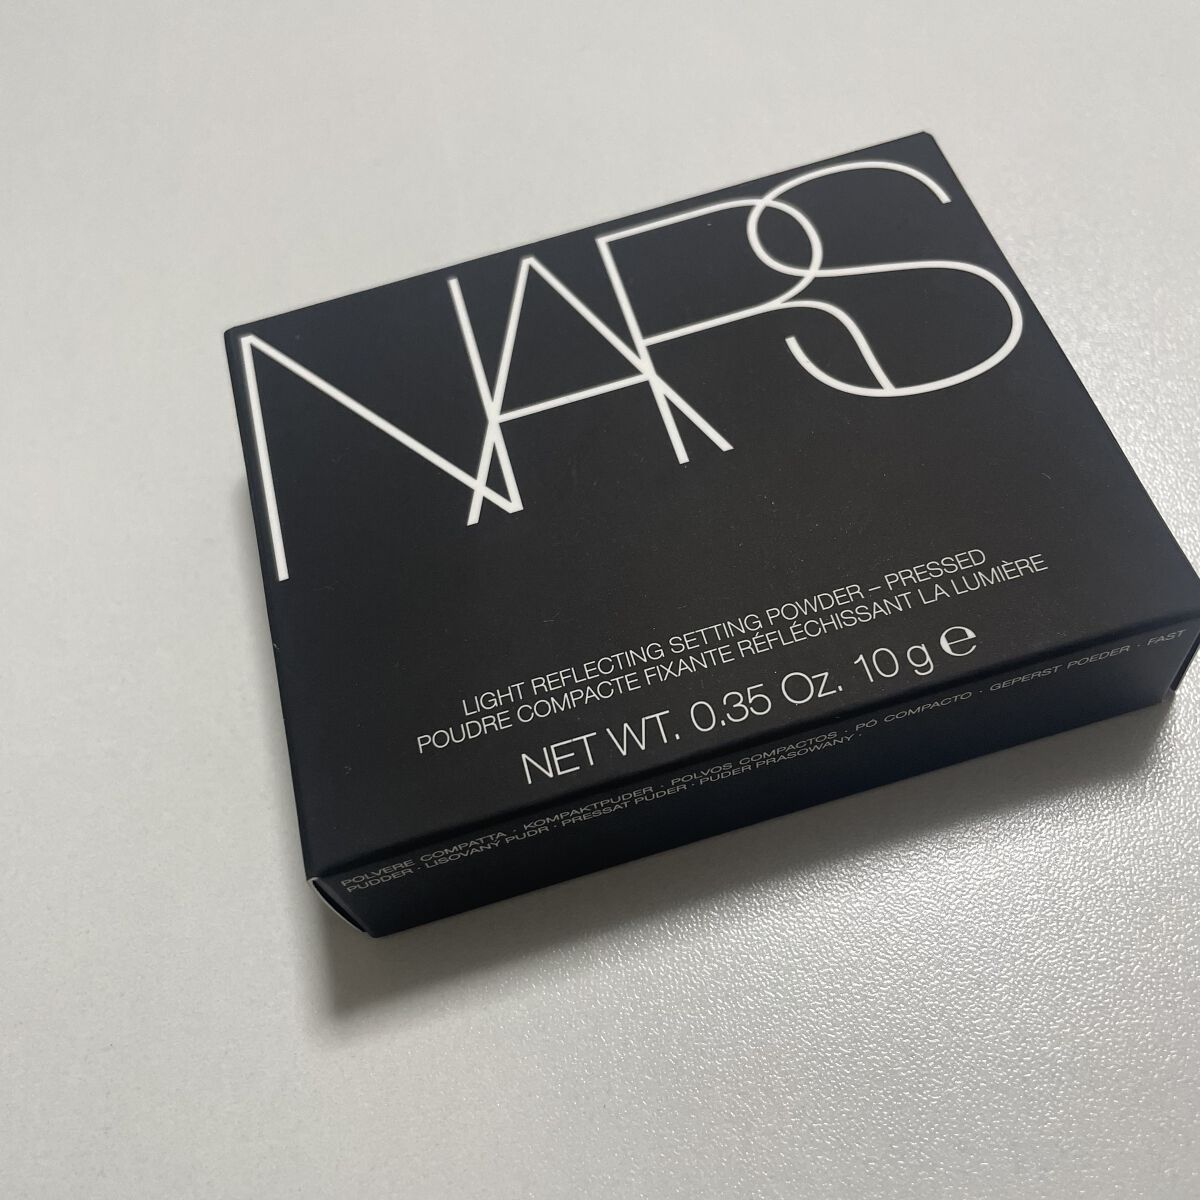 NARS
LIGHT REFLECTING SETTING POWDER – PRESSED
POUDRE COMPACTE FIXANTE RÉFLÉCHISSANT LA LUMIÈRE
NET WT. 0.35 Oz. 10 g ℮
POLVERE COMPATTA · KOMPAKTPUDER · POLVOS COMPACTOS · PÓ COMPACTO · GEPERST POEDER · FAST
PUDDER · LISOVANÝ PUDR · PRESSAT PUDER · PUDER PRASOWANY ·